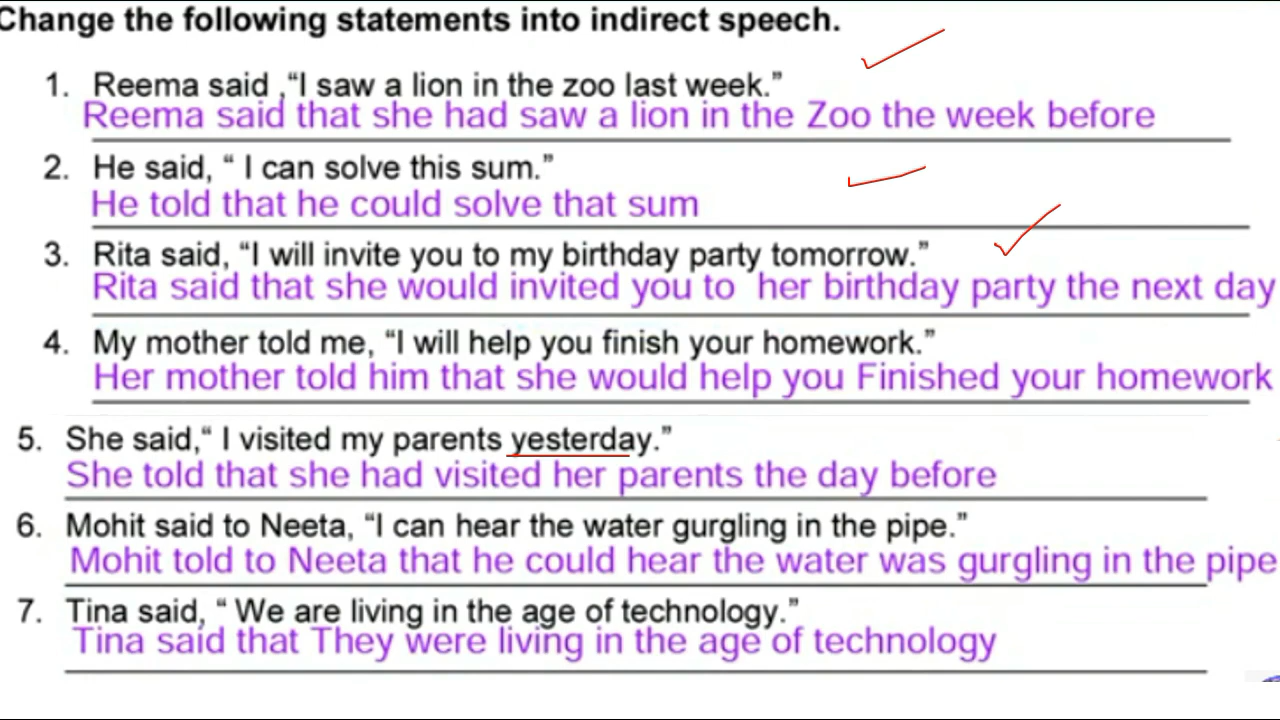 Change the following statements into indirect speech.
1. Reema said ,“I saw a lion in the zoo last week.”
Reema said that she had saw a lion in the Zoo the week before
2. He said, “ I can solve this sum.”
He told that he could solve that sum
3. Rita said, “I will invite you to my birthday party tomorrow.”
Rita said that she would invited you to her birthday party the next day
4. My mother told me, “I will help you finish your homework.”
Her mother told him that she would help you Finished your homework
5. She said,“ I visited my parents yesterday.”
She told that she had visited her parents the day before
6. Mohit said to Neeta, “I can hear the water gurgling in the pipe.”
Mohit told to Neeta that he could hear the water was gurgling in the pipe
7. Tina said, “ We are living in the age of technology.”
Tina said that They were living in the age of technology